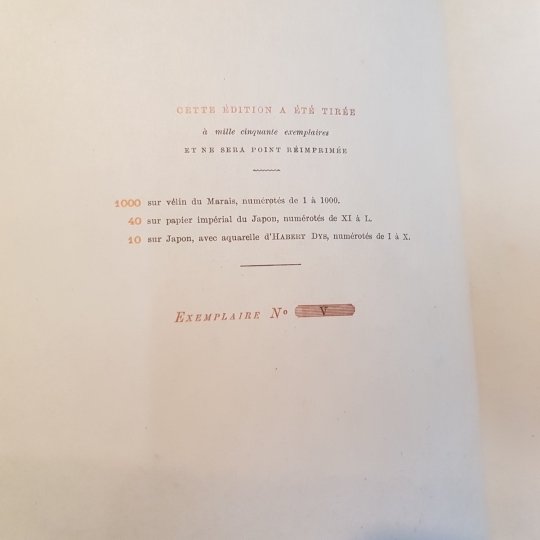 CETTE ÉDITION A ÉTÉ TIRÉE
à mille cinquante exemplaires
ET NE SERA POINT RÉIMPRIMÉE
1000 sur vélin du Marais, numérotés de 1 à 1000.
40 sur papier impérial du Japon, numérotés de XI à L.
10 sur Japon, avec aquarelle d'HABERT DYS, numérotés de I à X.
EXEMPLAIRE Nº V